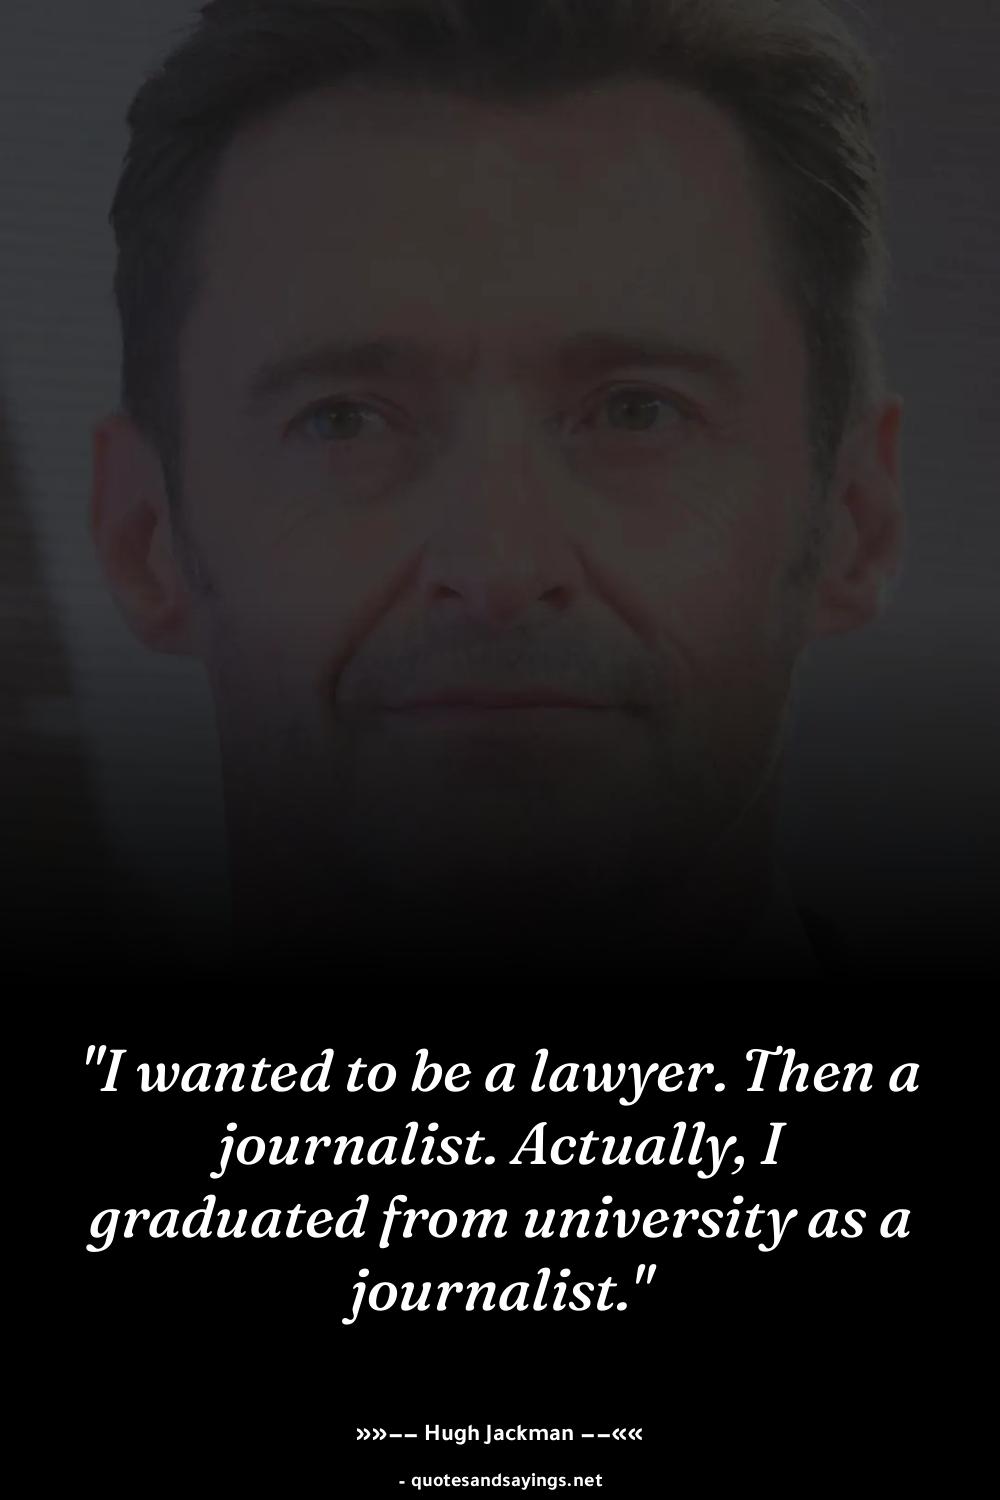 "I wanted to be a lawyer. Then a
journalist. Actually, I
graduated from university as a
journalist."
»»−− Hugh Jackman −−««
- quotesandsayings.net